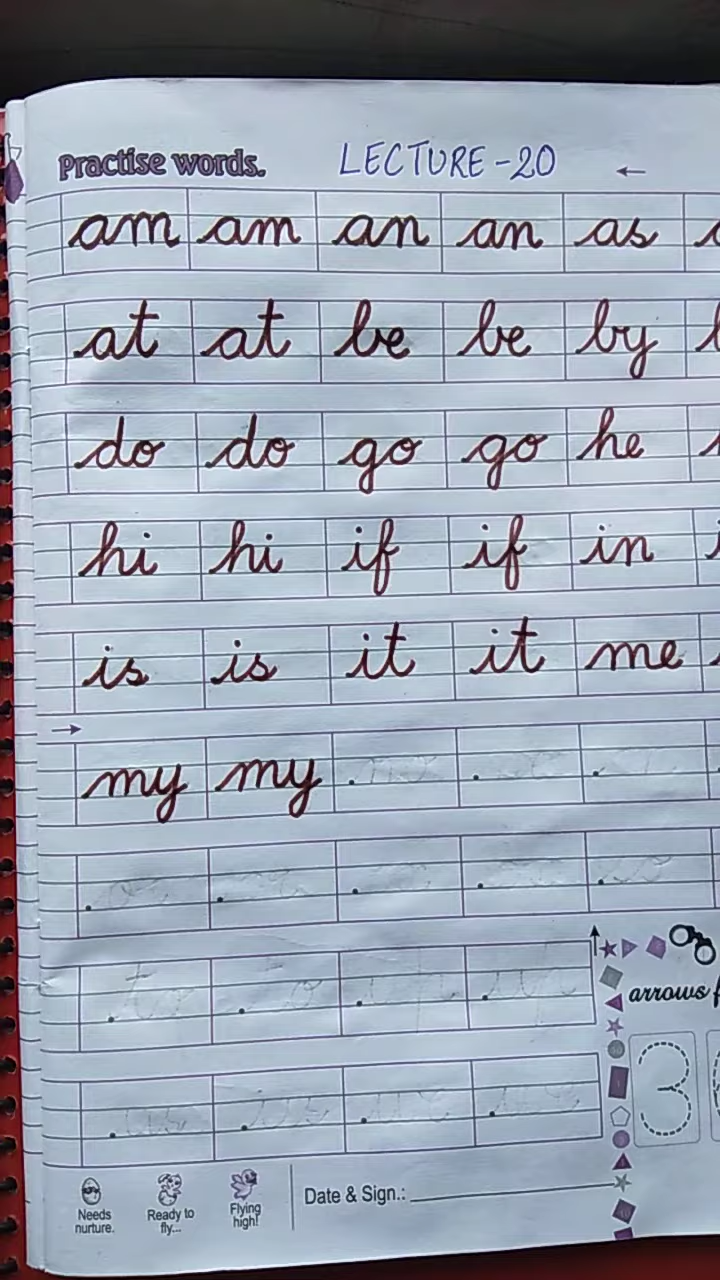 Practise words. LECTURE-20 ←
am am an an as
at at be be by
do do go go he
hi hi if if in
is is it it me
→
my my
arrows
3
Needs nurture. Ready to fly... Flying high! Date & Sign.: